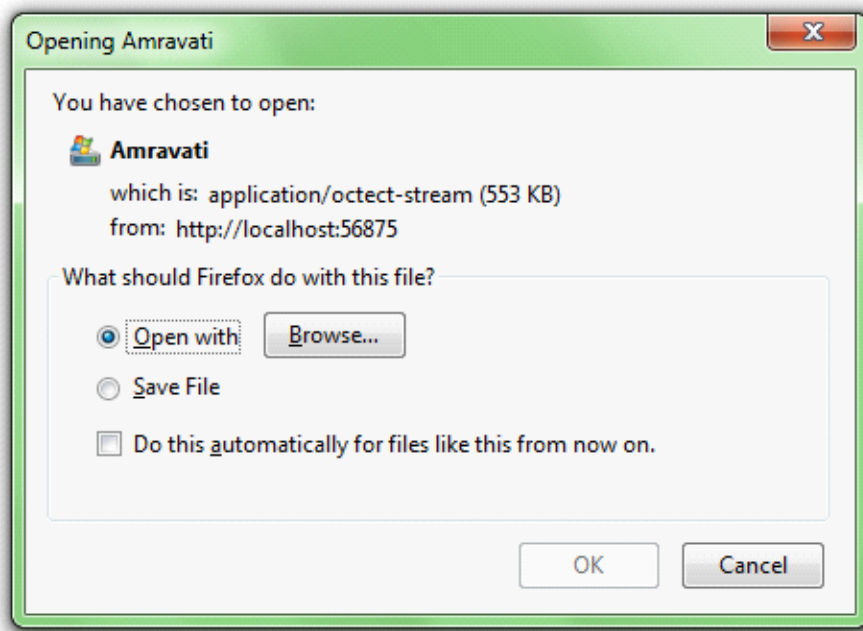 Opening Amravati
You have chosen to open:
Amravati
which is: application/octect-stream (553 KB)
from: http://localhost:56875
What should Firefox do with this file?
Open with Browse...
Save File
Do this automatically for files like this from now on.
OK Cancel